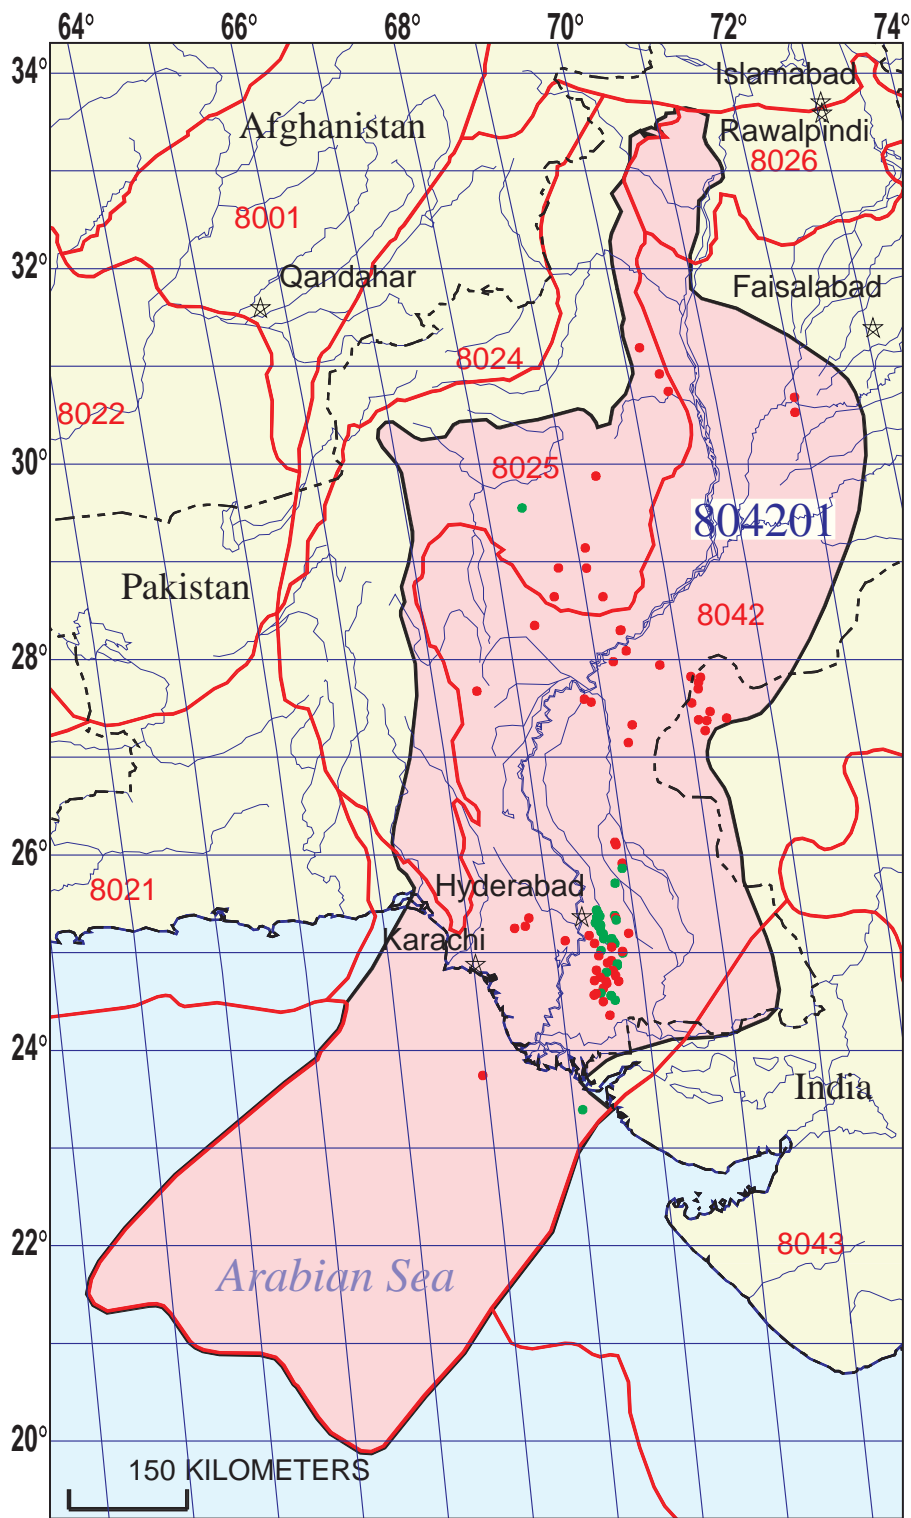 64° 66° 68° 70° 72° 74°
34°
Islamabad
Afghanistan
Rawalpindi
8026
8001
32°
Qandahar
Faisalabad
8024
8022
30°
8025
804201
Pakistan
8042
28°
26°
8021
Hyderabad
Karachi
24°
India
22°
8043
Arabian Sea
20°
150 KILOMETERS